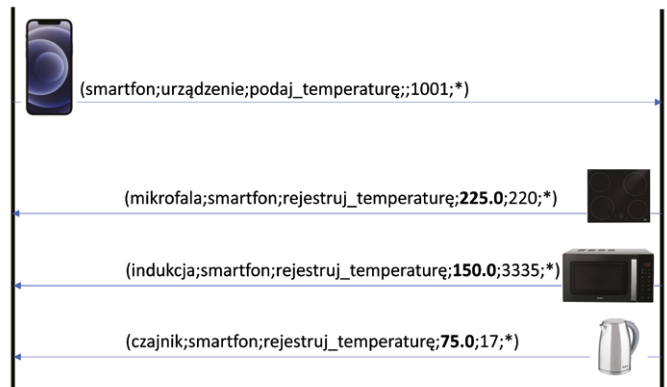 (smartfon;urządzenie;podaj_temperaturę;;1001;*)
(mikrofala;smartfon;rejestruj_temperaturę;225.0;220;*)
(indukcja;smartfon;rejestruj_temperaturę;150.0;3335;*)
(czajnik;smartfon;rejestruj_temperaturę;75.0;17;*)